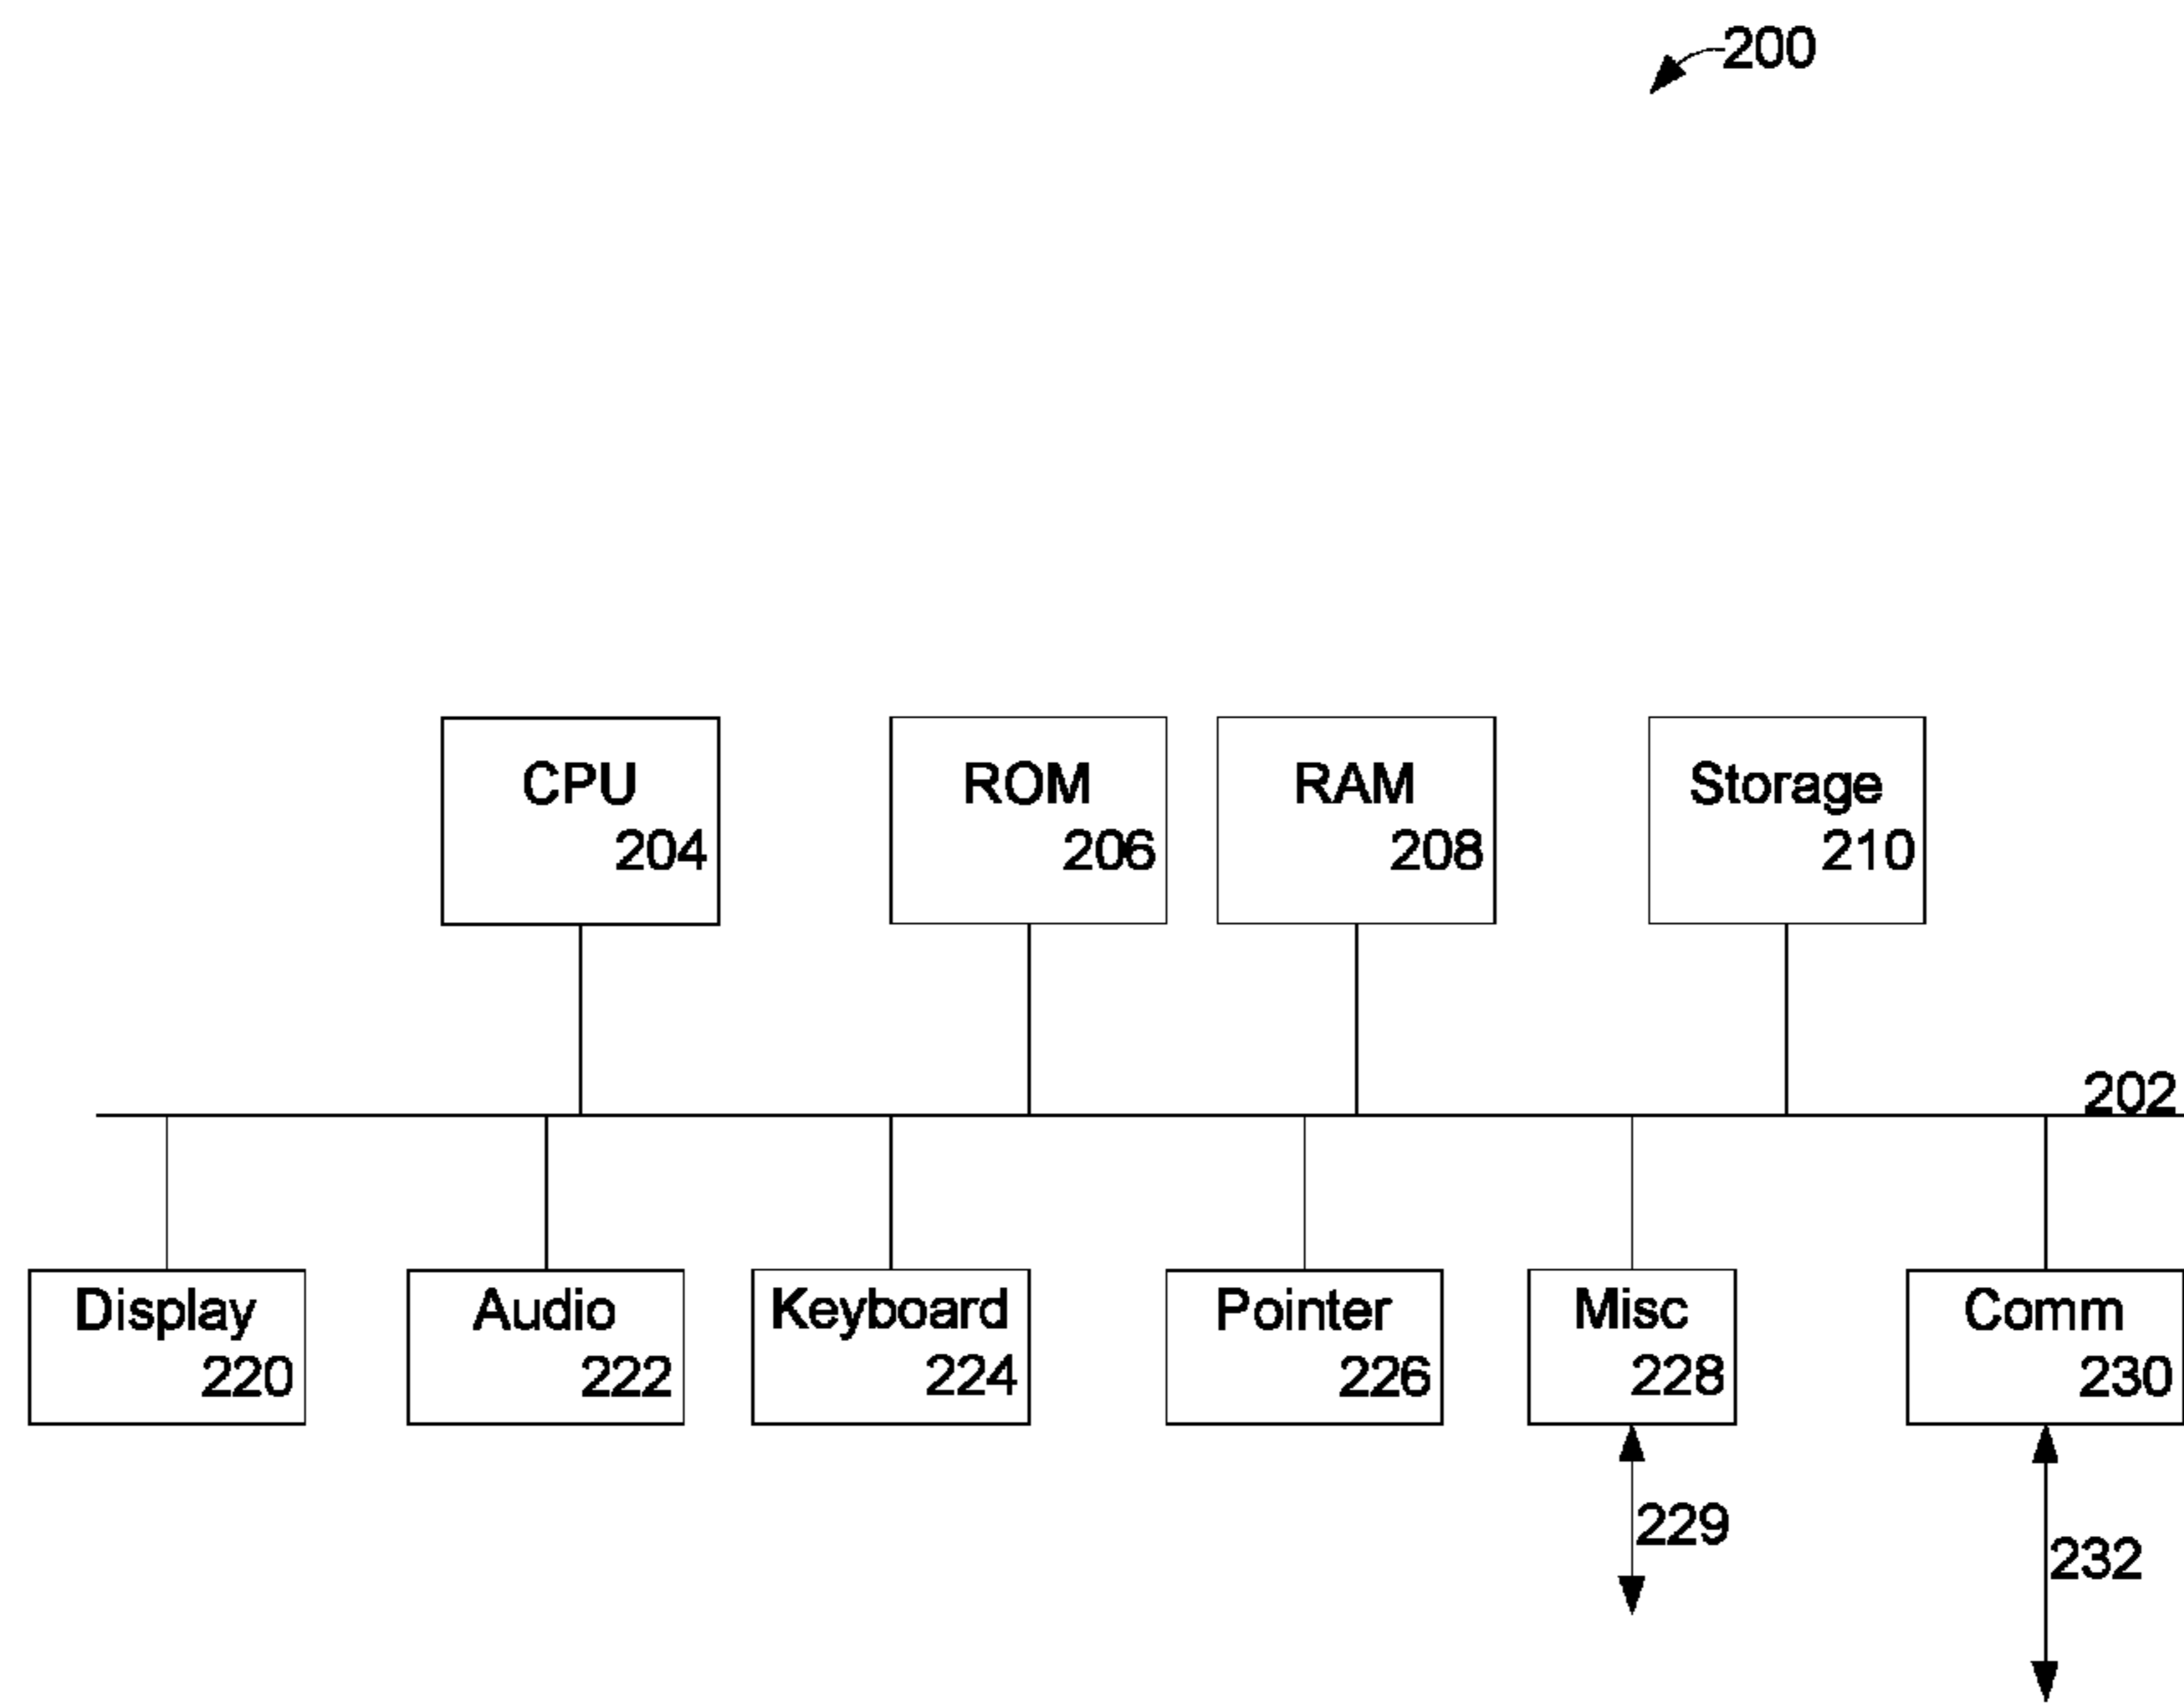 200
CPU
204
ROM
206
RAM
208
Storage
210
202
Display
220
Audio
222
Keyboard
224
Pointer
226
Misc
228
Comm
230
229
232